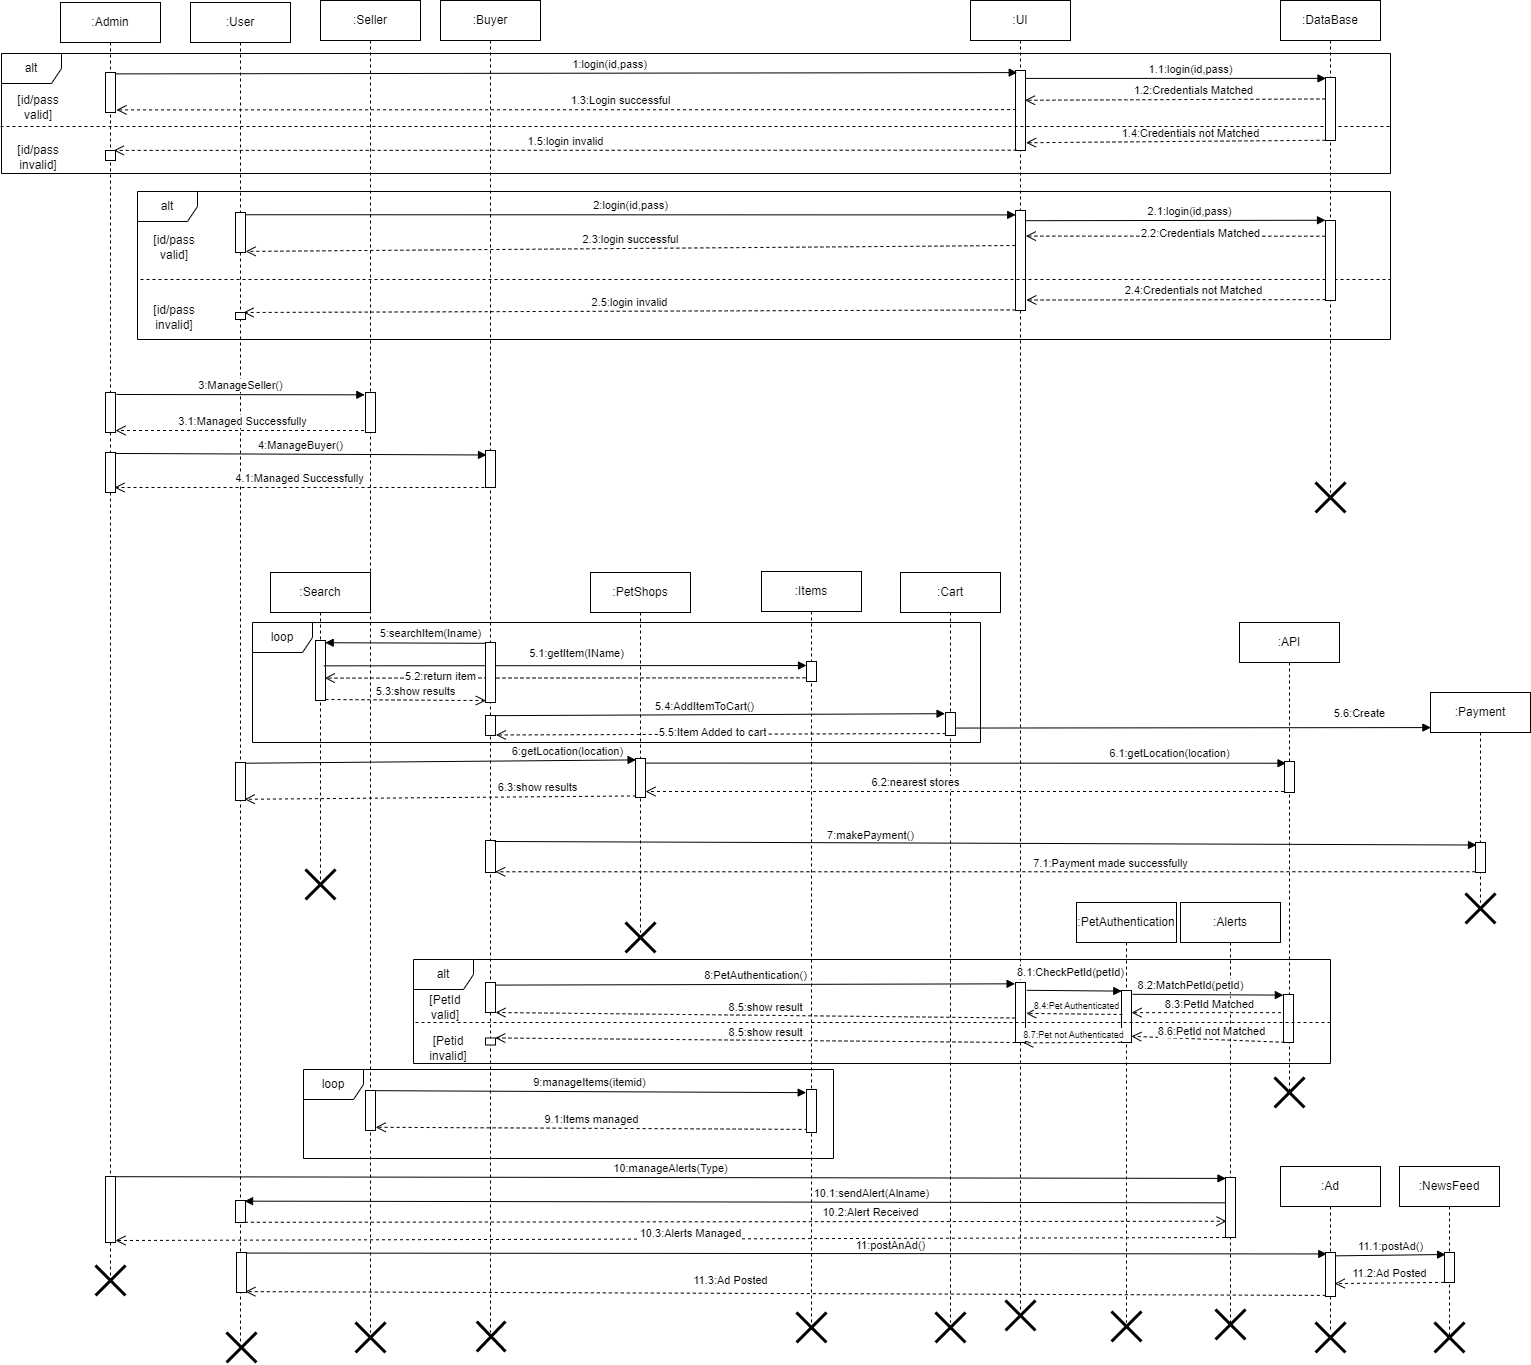 :Admin
:User
:Seller
:Buyer
:UI
:DataBase
alt
1:login(id,pass)
1.1:login(id,pass)
[id/pass
valid]
1.2:Credentials Matched
1.3:Login successful
1.4:Credentials not Matched
1.5:login invalid
[id/pass
invalid]
alt
2:login(id,pass)
2.1:login(id,pass)
[id/pass
valid]
2.2:Credentials Matched
2.3:login successful
2.4:Credentials not Matched
2.5:login invalid
[id/pass
invalid]
3:ManageSeller()
3.1:Managed Successfully
4:ManageBuyer()
4.1:Managed Successfully
:Search
:PetShops
:Items
:Cart
:API
loop
5:searchItem(Iname)
5.1:getItem(IName)
5.2:return item
5.3:show results
5.4:AddItemToCart()
5.5:Item Added to cart
5.6:Create
:Payment
6:getLocation(location)
6.1:getLocation(location)
6.2:nearest stores
6.3:show results
7:makePayment()
7.1:Payment made successfully
:PetAuthentication
:Alerts
alt
8:PetAuthentication()
8.1:CheckPetId(petId)
8.2:MatchPetId(petId)
[PetId
valid]
8.3:PetId Matched
8.4:Pet Authenticated
8.5:show result
8.5:show result
8.6:PetId not Matched
8.7:Pet not Authenticated
[Petid
invalid]
loop
9:manageItems(itemid)
9.1:Items managed
10:manageAlerts(Type)
:Ad
:NewsFeed
10.1:sendAlert(Alname)
10.2:Alert Received
10.3:Alerts Managed
11:postAnAd()
11.1:postAd()
11.2:Ad Posted
11.3:Ad Posted